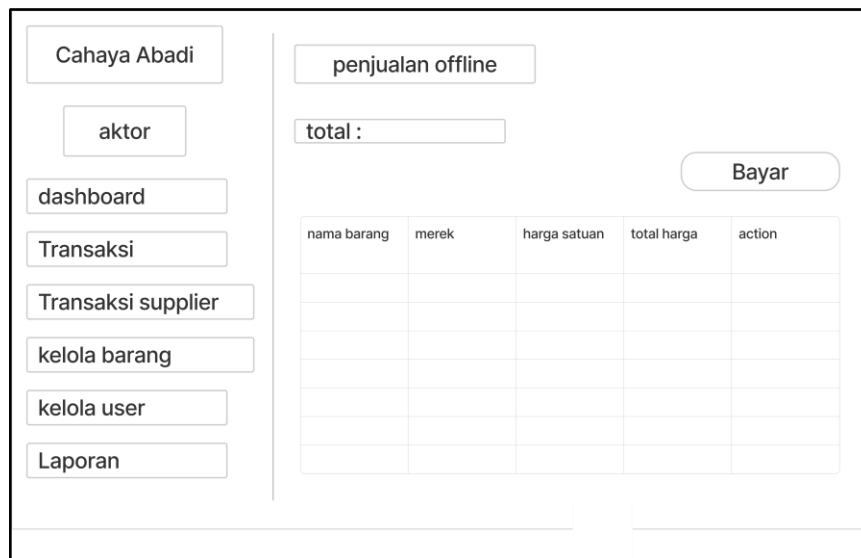 Cahaya Abadi
aktor
dashboard
Transaksi
Transaksi supplier
kelola barang
kelola user
Laporan
penjualan offline
total :
Bayar
nama barang merek harga satuan total harga action